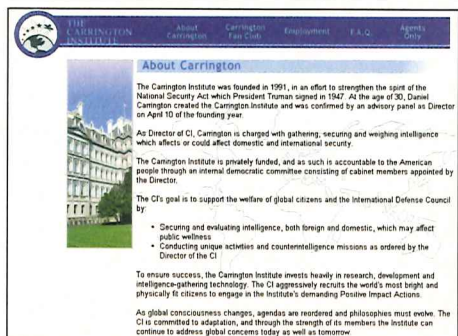 THE
CARRINGTON
INSTITUTE
About
Carrington
Carrington
Fan Club
Employment
F.A.Q.
Agents
Only
About Carrington
The Carrington Institute was founded in 1991, in an effort to strengthen the spirit of the
National Security Act which President Truman signed in 1947. At the age of 30, Daniel
Carrington created the Carrington Institute and was confirmed by an advisory panel as Director
on April 10 of the founding year.
As Director of CI, Carrington is charged with gathering, securing and weighing intelligence
which affects or could affect domestic and international security.
The Carrington Institute is privately funded, and as such is accountable to the American
people through an internal democratic committee consisting of cabinet members appointed by
the Director.
The CI's goal is to support the welfare of global citizens and the International Defense Council
by:
• Securing and evaluating intelligence, both foreign and domestic, which may affect
public wellness
• Conducting unique activities and counterintelligence missions as ordered by the
Director of the CI
To ensure success, the Carrington Institute invests heavily in research, development and
intelligence-gathering technology. The CI aggressively recruits the world's most bright and
physically fit citizens to engage in the Institute's demanding Positive Impact Actions.
As global consciousness changes, agendas are reordered and philosophies must evolve. The
CI is committed to adaptation, and through the strength of its members the Institute can
continue to address global concerns today as well as tomorrow.